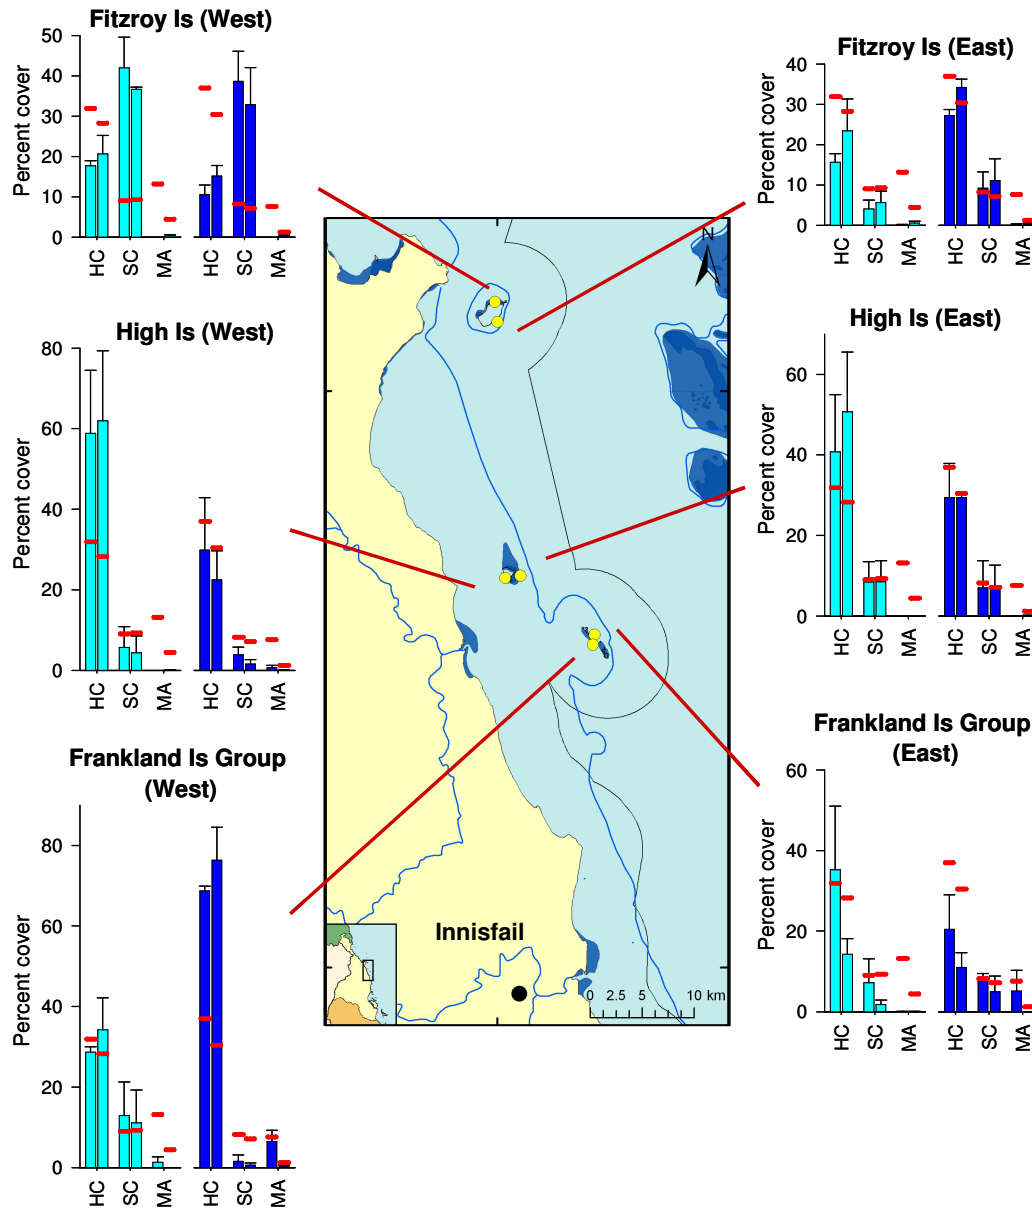 Fitzroy Is (West)
Percent cover
50
40
30
20
10
0
HC
SC
MA
HC
SC
MA
Fitzroy Is (East)
Percent cover
40
30
20
10
0
HC
SC
MA
HC
SC
MA
High Is (West)
Percent cover
80
60
40
20
0
HC
SC
MA
HC
SC
MA
High Is (East)
Percent cover
60
40
20
0
HC
SC
MA
HC
SC
MA
Frankland Is Group
(West)
Percent cover
80
60
40
20
0
HC
SC
MA
HC
SC
MA
Frankland Is Group
(East)
Percent cover
60
40
20
0
HC
SC
MA
HC
SC
MA
N
Innisfail
0 2.5 5 10 km